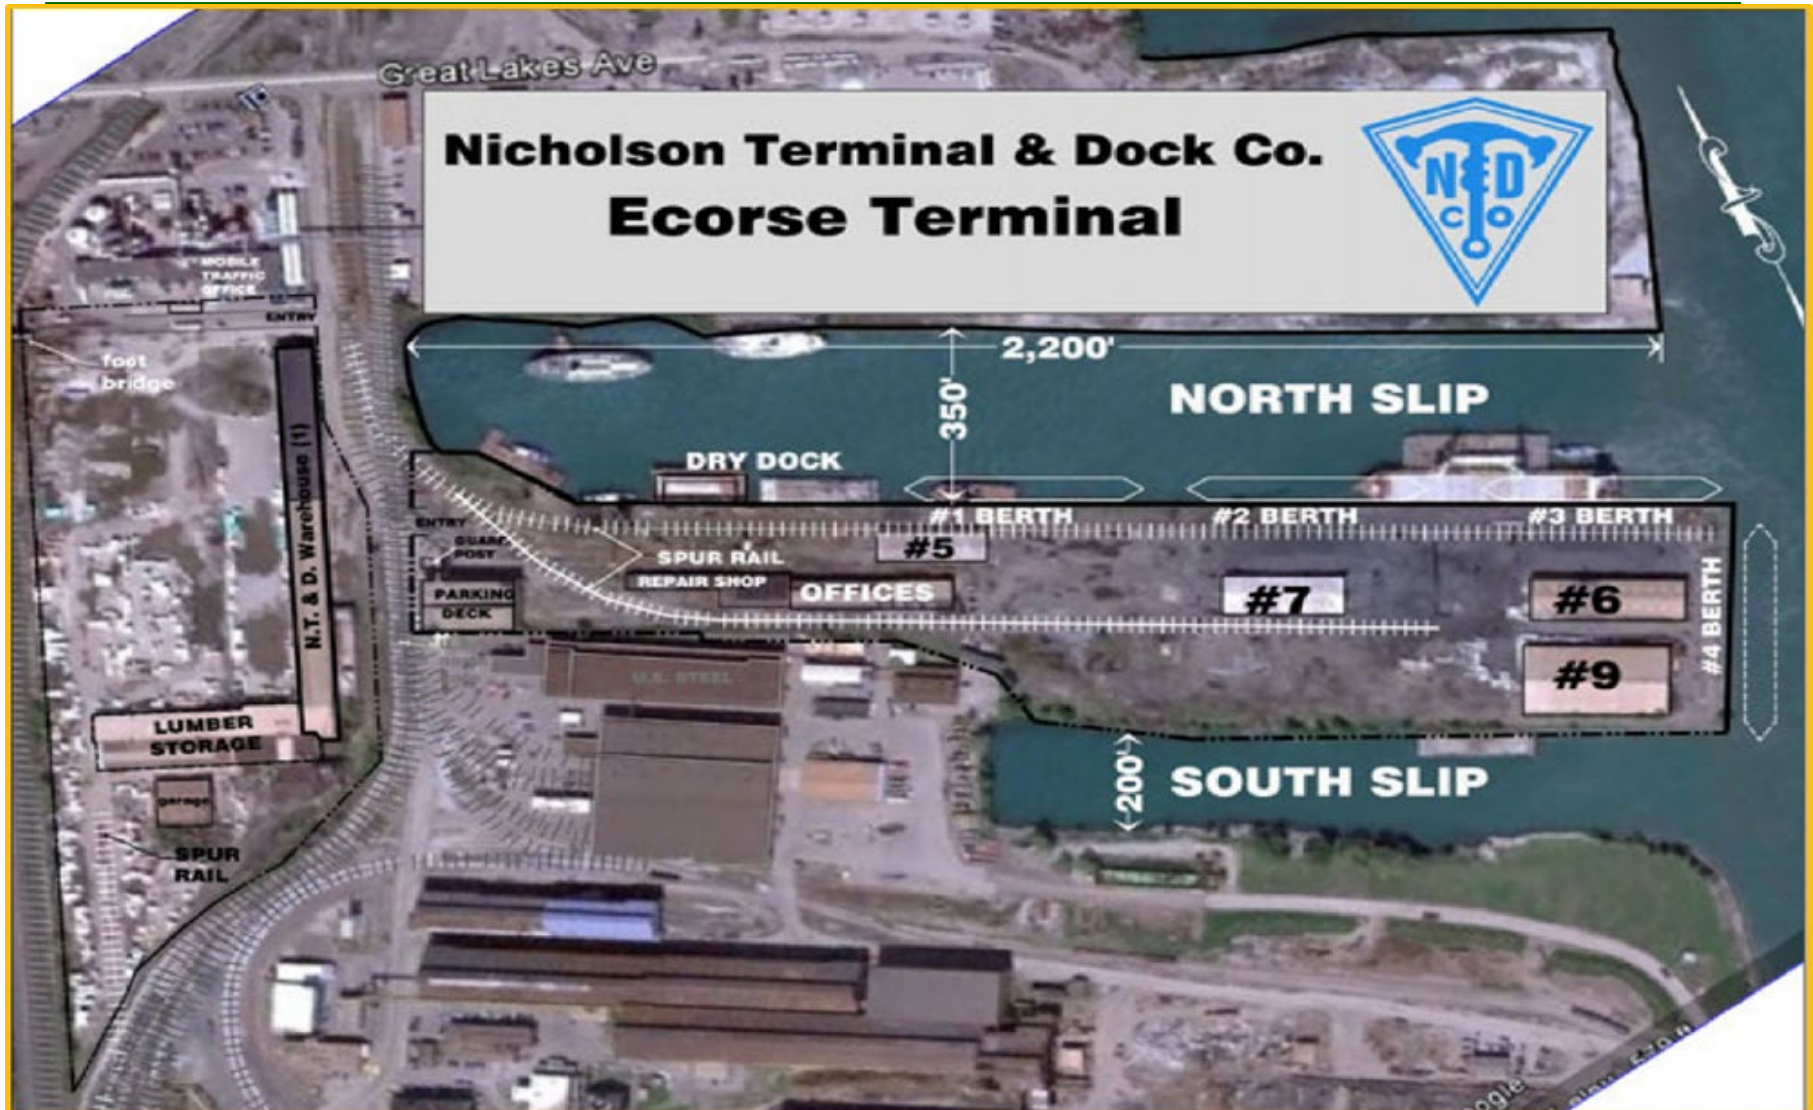 Great Lakes Ave
Nicholson Terminal & Dock Co.
Ecorse Terminal
N & D
C O
MOBILE
TRAFFIC
OFFICE
ENTRY
foot
bridge
2,200'
350'
NORTH SLIP
DRY DOCK
N.T. & D. Warehouse (1)
ENTRY
#1 BERTH
#2 BERTH
#3 BERTH
#4 BERTH
GUARD
POST
SPUR RAIL
#5
REPAIR SHOP
OFFICES
#7
#6
PARKING
DECK
U.S. STEEL
#9
LUMBER
STORAGE
200'
SOUTH SLIP
garage
SPUR
RAIL
570 ft